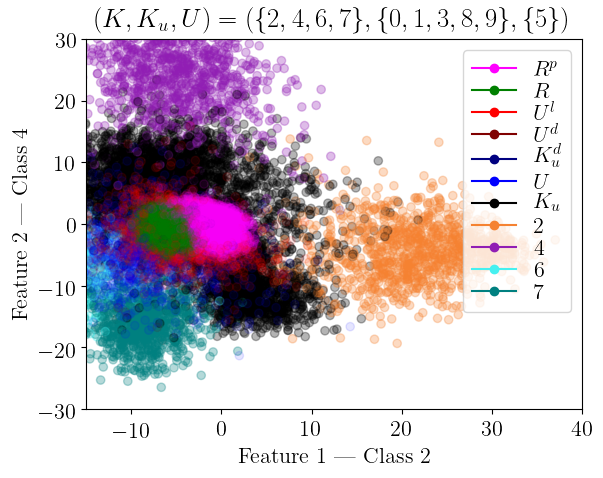 (K, K_u, U) = ({2, 4, 6, 7}, {0, 1, 3, 8, 9}, {5})
Feature 2 — Class 4
30
20
10
0
−10
−20
−30
R^p
R
U^l
U^d
K_u^d
U
K_u
2
4
6
7
−10 0 10 20 30 40
Feature 1 — Class 2